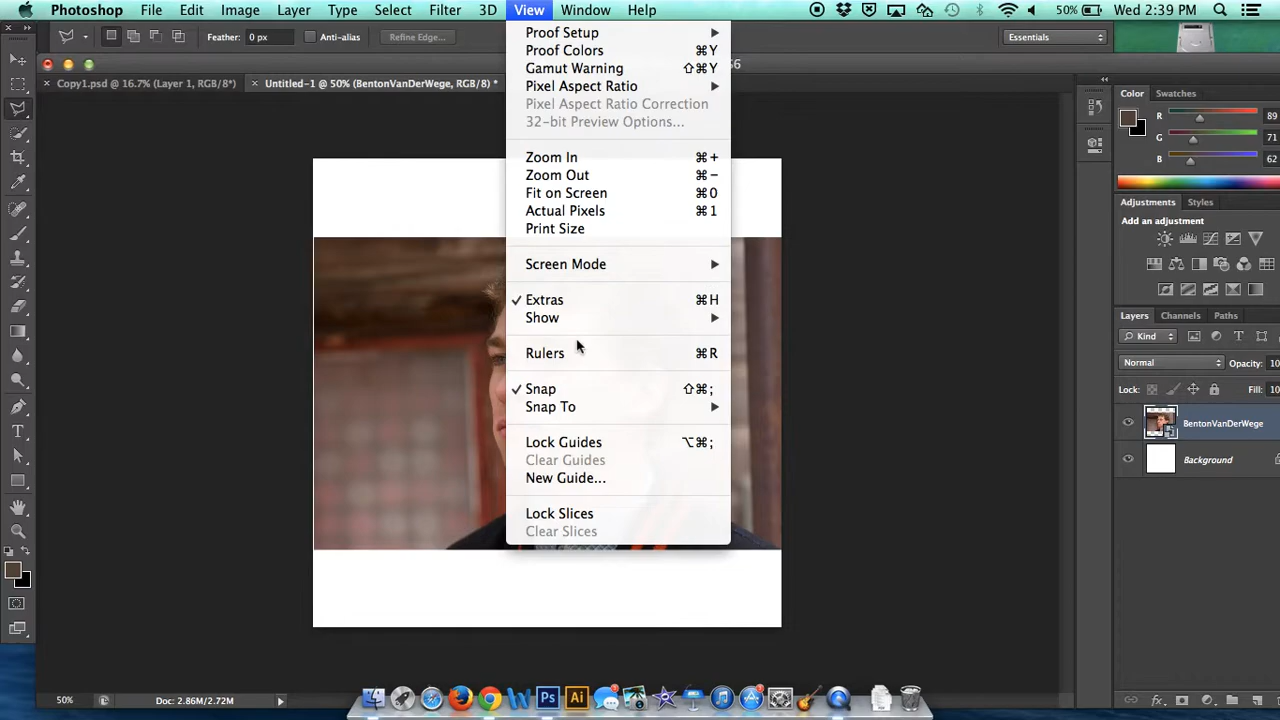 Photoshop File Edit Image Layer Type Select Filter 3D View Window Help 50% Wed 2:39 PM
Feather: 0 px Anti-alias Refine Edge... Essentials
Copy1.psd @ 16.7% (Layer 1, RGB/8*) Untitled-1 @ 50% (BentonVanDerWege, RGB/8) *
Proof Setup
Proof Colors ⌘Y
Gamut Warning ⇧⌘Y
Pixel Aspect Ratio
Pixel Aspect Ratio Correction
32-bit Preview Options...
Zoom In ⌘+
Zoom Out ⌘−
Fit on Screen ⌘0
Actual Pixels ⌘1
Print Size
Screen Mode
Extras ⌘H
Show
Rulers ⌘R
Snap ⇧⌘;
Snap To
Lock Guides ⌥⌘;
Clear Guides
New Guide...
Lock Slices
Clear Slices
Color Swatches
R 89
G 71
B 62
Adjustments Styles
Add an adjustment
Layers Channels Paths
Kind
Normal Opacity:
Lock: Fill:
BentonVanDerWege
Background
50% Doc: 2.86M/2.72M